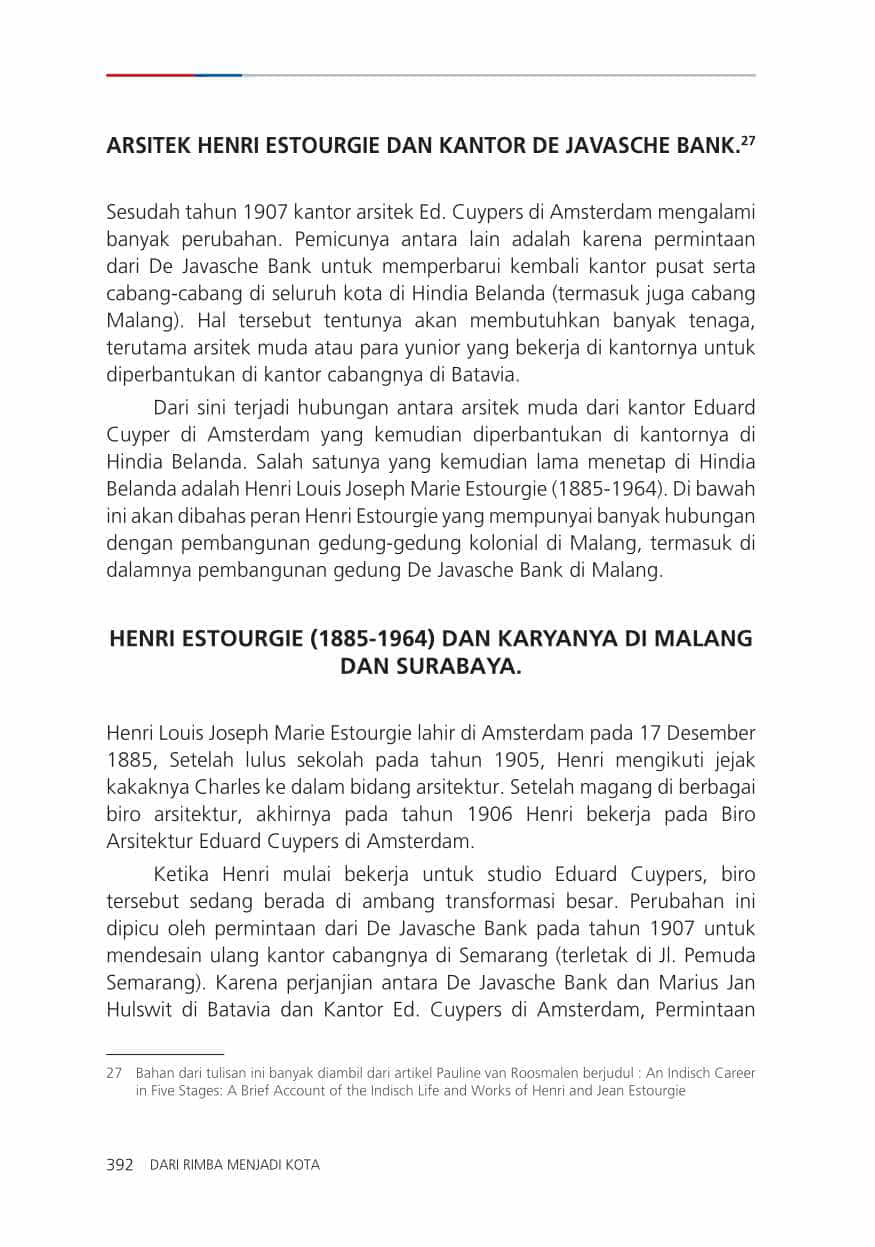 ARSITEK HENRI ESTOURGIE DAN KANTOR DE JAVASCHE BANK.27
Sesudah tahun 1907 kantor arsitek Ed. Cuypers di Amsterdam mengalami
banyak perubahan. Pemicunya antara lain adalah karena permintaan
dari De Javasche Bank untuk memperbarui kembali kantor pusat serta
cabang-cabang di seluruh kota di Hindia Belanda (termasuk juga cabang
Malang). Hal tersebut tentunya akan membutuhkan banyak tenaga,
terutama arsitek muda atau para yunior yang bekerja di kantornya untuk
diperbantukan di kantor cabangnya di Batavia.
Dari sini terjadi hubungan antara arsitek muda dari kantor Eduard
Cuyper di Amsterdam yang kemudian diperbantukan di kantornya di
Hindia Belanda. Salah satunya yang kemudian lama menetap di Hindia
Belanda adalah Henri Louis Joseph Marie Estourgie (1885-1964). Di bawah
ini akan dibahas peran Henri Estourgie yang mempunyai banyak hubungan
dengan pembangunan gedung-gedung kolonial di Malang, termasuk di
dalamnya pembangunan gedung De Javasche Bank di Malang.
HENRI ESTOURGIE (1885-1964) DAN KARYANYA DI MALANG
DAN SURABAYA.
Henri Louis Joseph Marie Estourgie lahir di Amsterdam pada 17 Desember
1885, Setelah lulus sekolah pada tahun 1905, Henri mengikuti jejak
kakaknya Charles ke dalam bidang arsitektur. Setelah magang di berbagai
biro arsitektur, akhirnya pada tahun 1906 Henri bekerja pada Biro
Arsitektur Eduard Cuypers di Amsterdam.
Ketika Henri mulai bekerja untuk studio Eduard Cuypers, biro
tersebut sedang berada di ambang transformasi besar. Perubahan ini
dipicu oleh permintaan dari De Javasche Bank pada tahun 1907 untuk
mendesain ulang kantor cabangnya di Semarang (terletak di Jl. Pemuda
Semarang). Karena perjanjian antara De Javasche Bank dan Marius Jan
Hulswit di Batavia dan Kantor Ed. Cuypers di Amsterdam, Permintaan
27 Bahan dari tulisan ini banyak diambil dari artikel Pauline van Roosmalen berjudul : An Indisch Career
in Five Stages: A Brief Account of the Indisch Life and Works of Henri and Jean Estourgie
392 DARI RIMBA MENJADI KOTA